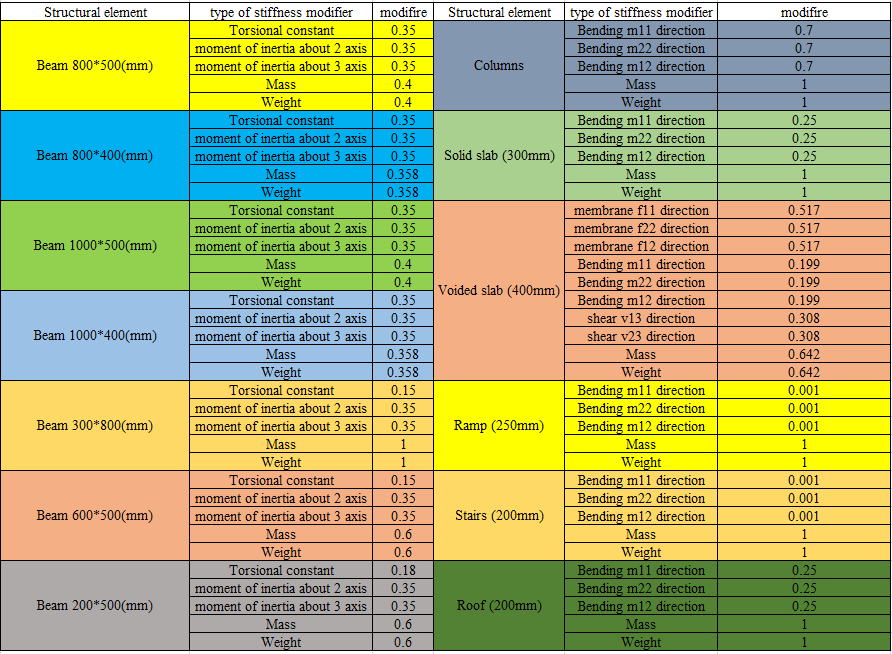 Structural element type of stiffness modifier modifire Structural element type of stiffness modifier modifire
Torsional constant 0.35 Bending m11 direction 0.7
moment of inertia about 2 axis 0.35 Bending m22 direction 0.7
Beam 800*500(mm) moment of inertia about 3 axis 0.35 Columns Bending m12 direction 0.7
Mass 0.4 Mass 1
Weight 0.4 Weight 1
Torsional constant 0.35 Bending m11 direction 0.25
moment of inertia about 2 axis 0.35 Bending m22 direction 0.25
Beam 800*400(mm) moment of inertia about 3 axis 0.35 Solid slab (300mm) Bending m12 direction 0.25
Mass 0.358 Mass 1
Weight 0.358 Weight 1
Torsional constant 0.35 membrane f11 direction 0.517
moment of inertia about 2 axis 0.35 membrane f22 direction 0.517
Beam 1000*500(mm) moment of inertia about 3 axis 0.35 membrane f12 direction 0.517
Mass 0.4 Bending m11 direction 0.199
Weight 0.4 Voided slab (400mm) Bending m22 direction 0.199
Torsional constant 0.35 Bending m12 direction 0.199
moment of inertia about 2 axis 0.35 shear v13 direction 0.308
Beam 1000*400(mm) moment of inertia about 3 axis 0.35 shear v23 direction 0.308
Mass 0.358 Mass 0.642
Weight 0.358 Weight 0.642
Torsional constant 0.15 Bending m11 direction 0.001
moment of inertia about 2 axis 0.35 Bending m22 direction 0.001
Beam 300*800(mm) moment of inertia about 3 axis 0.35 Ramp (250mm) Bending m12 direction 0.001
Mass 1 Mass 1
Weight 1 Weight 1
Torsional constant 0.15 Bending m11 direction 0.001
moment of inertia about 2 axis 0.35 Bending m22 direction 0.001
Beam 600*500(mm) moment of inertia about 3 axis 0.35 Stairs (200mm) Bending m12 direction 0.001
Mass 0.6 Mass 1
Weight 0.6 Weight 1
Torsional constant 0.18 Bending m11 direction 0.25
moment of inertia about 2 axis 0.35 Bending m22 direction 0.25
Beam 200*500(mm) moment of inertia about 3 axis 0.35 Roof (200mm) Bending m12 direction 0.25
Mass 0.6 Mass 1
Weight 0.6 Weight 1